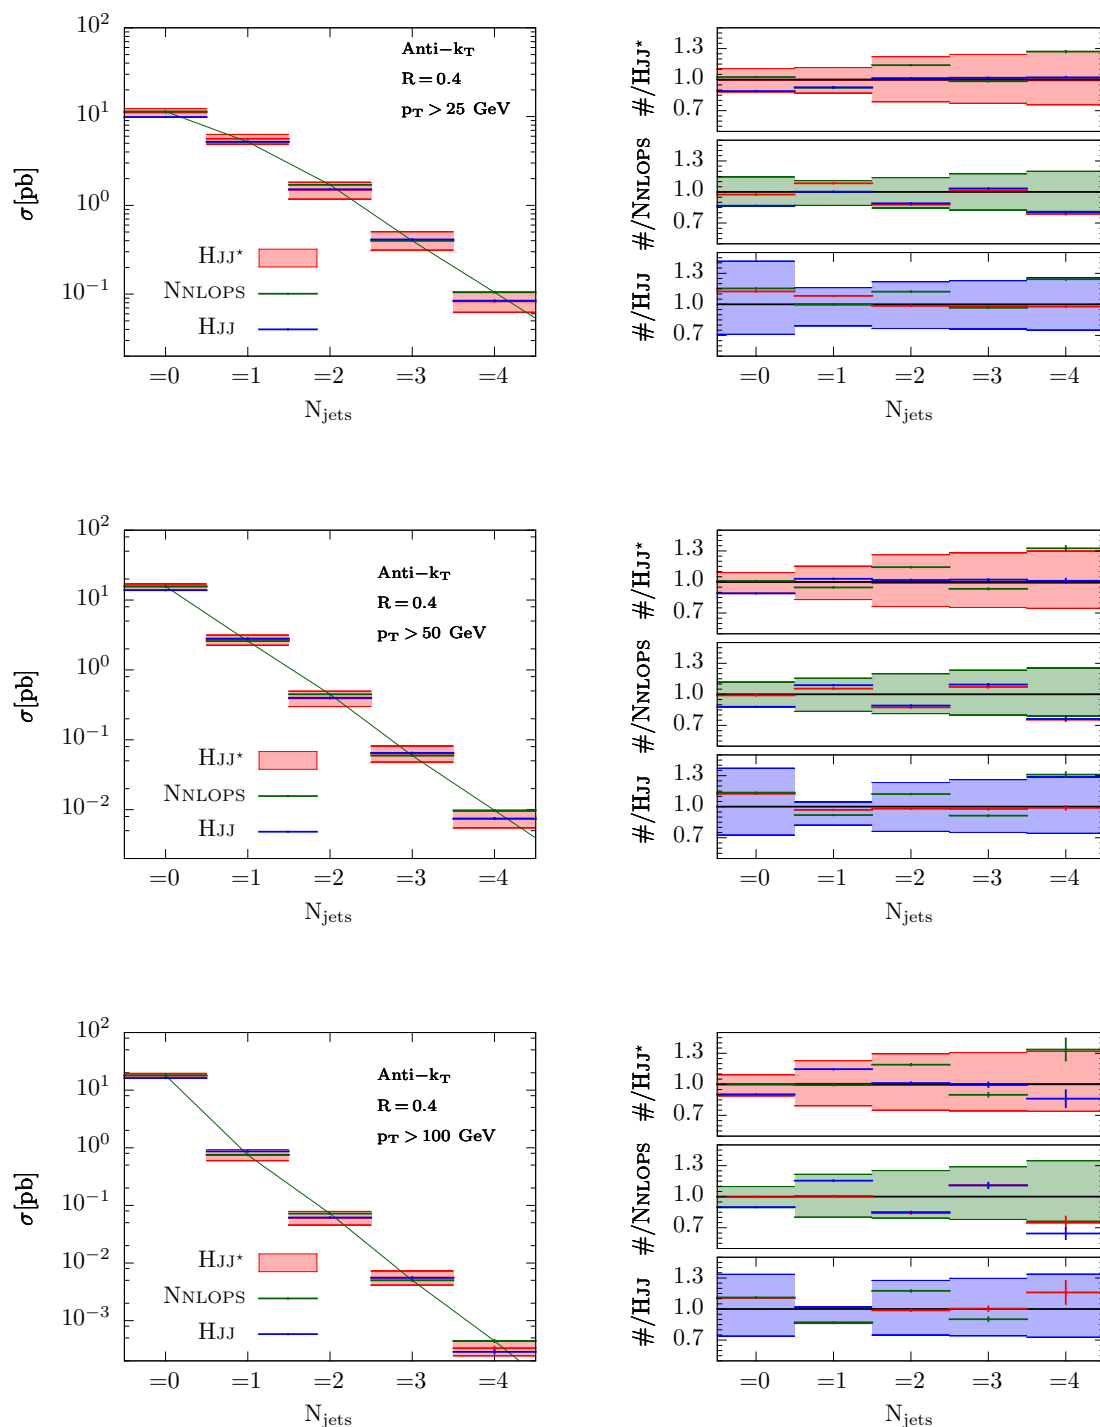 10²
10¹
10⁰
10⁻¹
σ[pb]
Anti−k_T
R = 0.4
p_T > 25 GeV
HJJ*
NNLOPS
HJJ
=0 =1 =2 =3 =4
N_jets
#/HJJ*
1.3
1.0
0.7
#/NNLOPS
1.3
1.0
0.7
#/HJJ
1.3
1.0
0.7
=0 =1 =2 =3 =4
N_jets
10²
10¹
10⁰
10⁻¹
10⁻²
σ[pb]
Anti−k_T
R = 0.4
p_T > 50 GeV
HJJ*
NNLOPS
HJJ
=0 =1 =2 =3 =4
N_jets
#/HJJ*
1.3
1.0
0.7
#/NNLOPS
1.3
1.0
0.7
#/HJJ
1.3
1.0
0.7
=0 =1 =2 =3 =4
N_jets
10²
10¹
10⁰
10⁻¹
10⁻²
10⁻³
σ[pb]
Anti−k_T
R = 0.4
p_T > 100 GeV
HJJ*
NNLOPS
HJJ
=0 =1 =2 =3 =4
N_jets
#/HJJ*
1.3
1.0
0.7
#/NNLOPS
1.3
1.0
0.7
#/HJJ
1.3
1.0
0.7
=0 =1 =2 =3 =4
N_jets